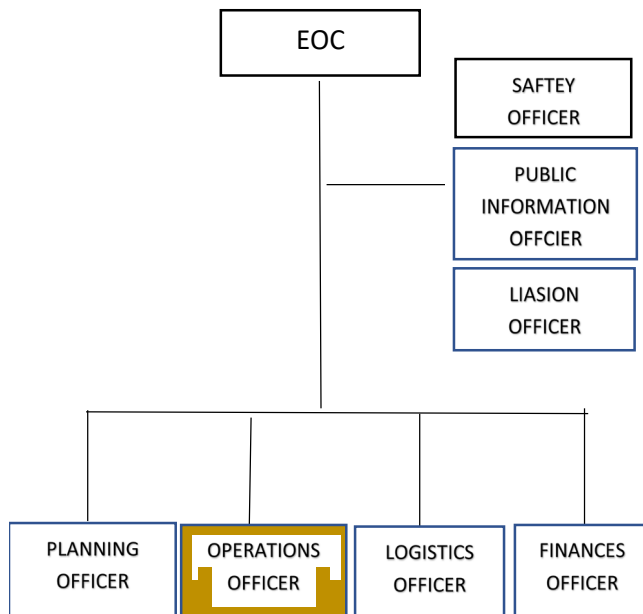 EOC
SAFTEY
OFFICER
PUBLIC
INFORMATION
OFFCIER
LIASION
OFFICER
PLANNING
OFFICER
OPERATIONS
OFFICER
LOGISTICS
OFFICER
FINANCES
OFFICER